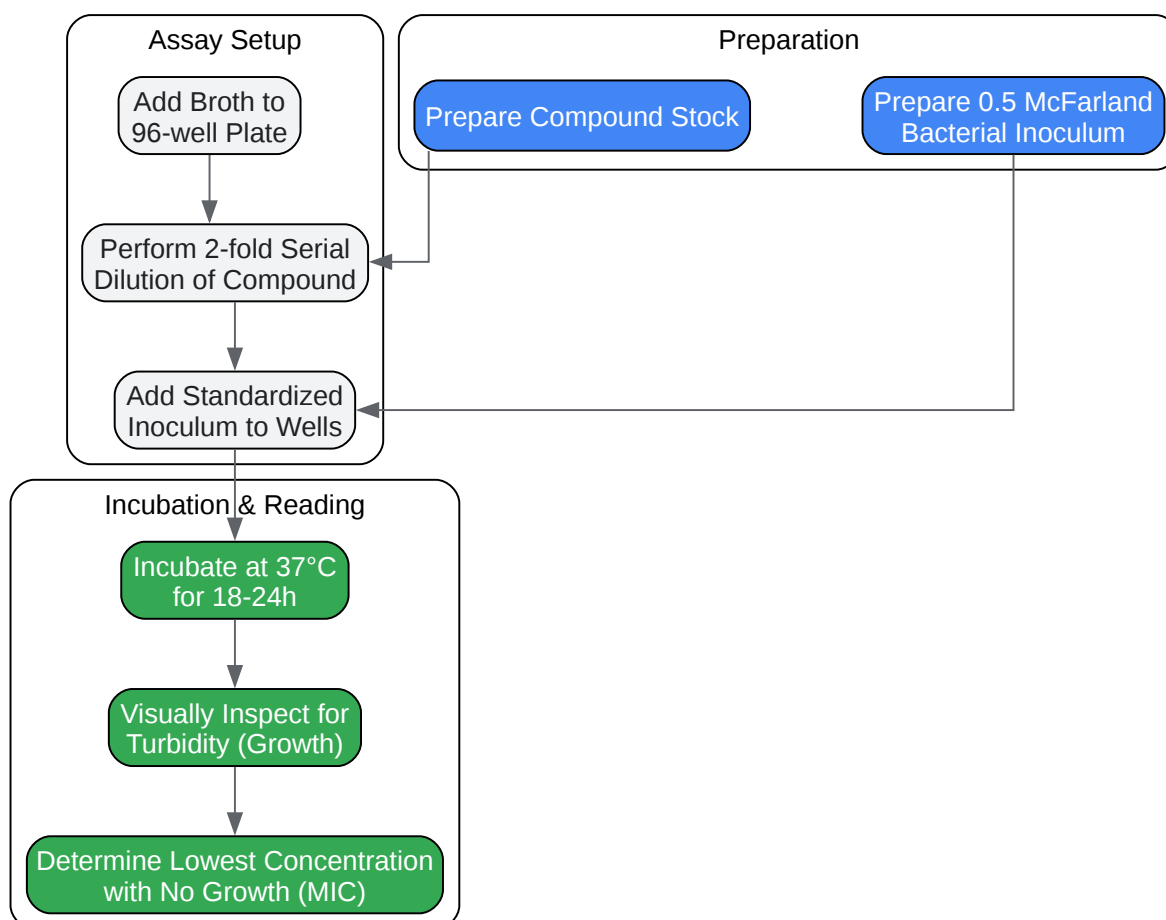 Assay Setup
Add Broth to
96-well Plate
Perform 2-fold Serial
Dilution of Compound
Add Standardized
Inoculum to Wells
Preparation
Prepare Compound Stock
Prepare 0.5 McFarland
Bacterial Inoculum
Incubation & Reading
Incubate at 37°C
for 18-24h
Visually Inspect for
Turbidity (Growth)
Determine Lowest Concentration
with No Growth (MIC)